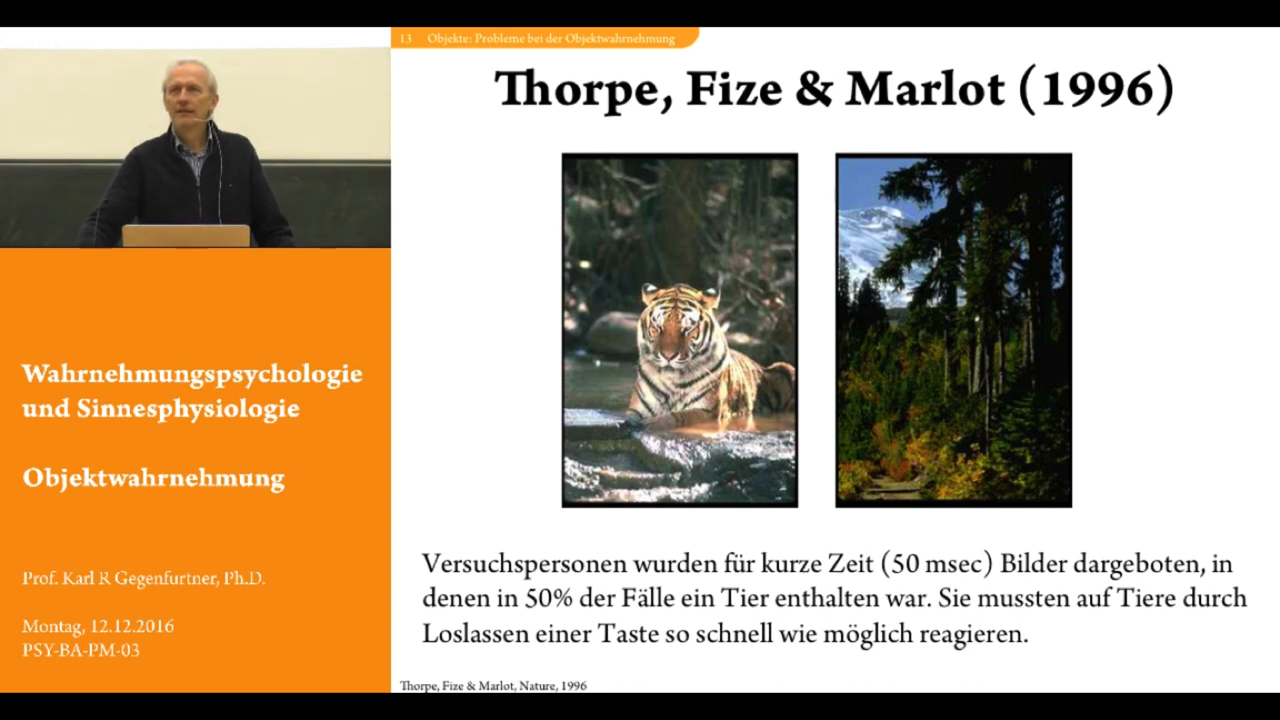 13 Objekte: Probleme bei der Objektwahrnehmung
Thorpe, Fize & Marlot (1996)
Wahrnehmungspsychologie
und Sinnesphysiologie
Objektwahrnehmung
Prof. Karl R Gegenfurtner, Ph.D.
Montag, 12.12.2016
PSY-BA-PM-03
Versuchspersonen wurden für kurze Zeit (50 msec) Bilder dargeboten, in
denen in 50% der Fälle ein Tier enthalten war. Sie mussten auf Tiere durch
Loslassen einer Taste so schnell wie möglich reagieren.
Thorpe, Fize & Marlot, Nature, 1996